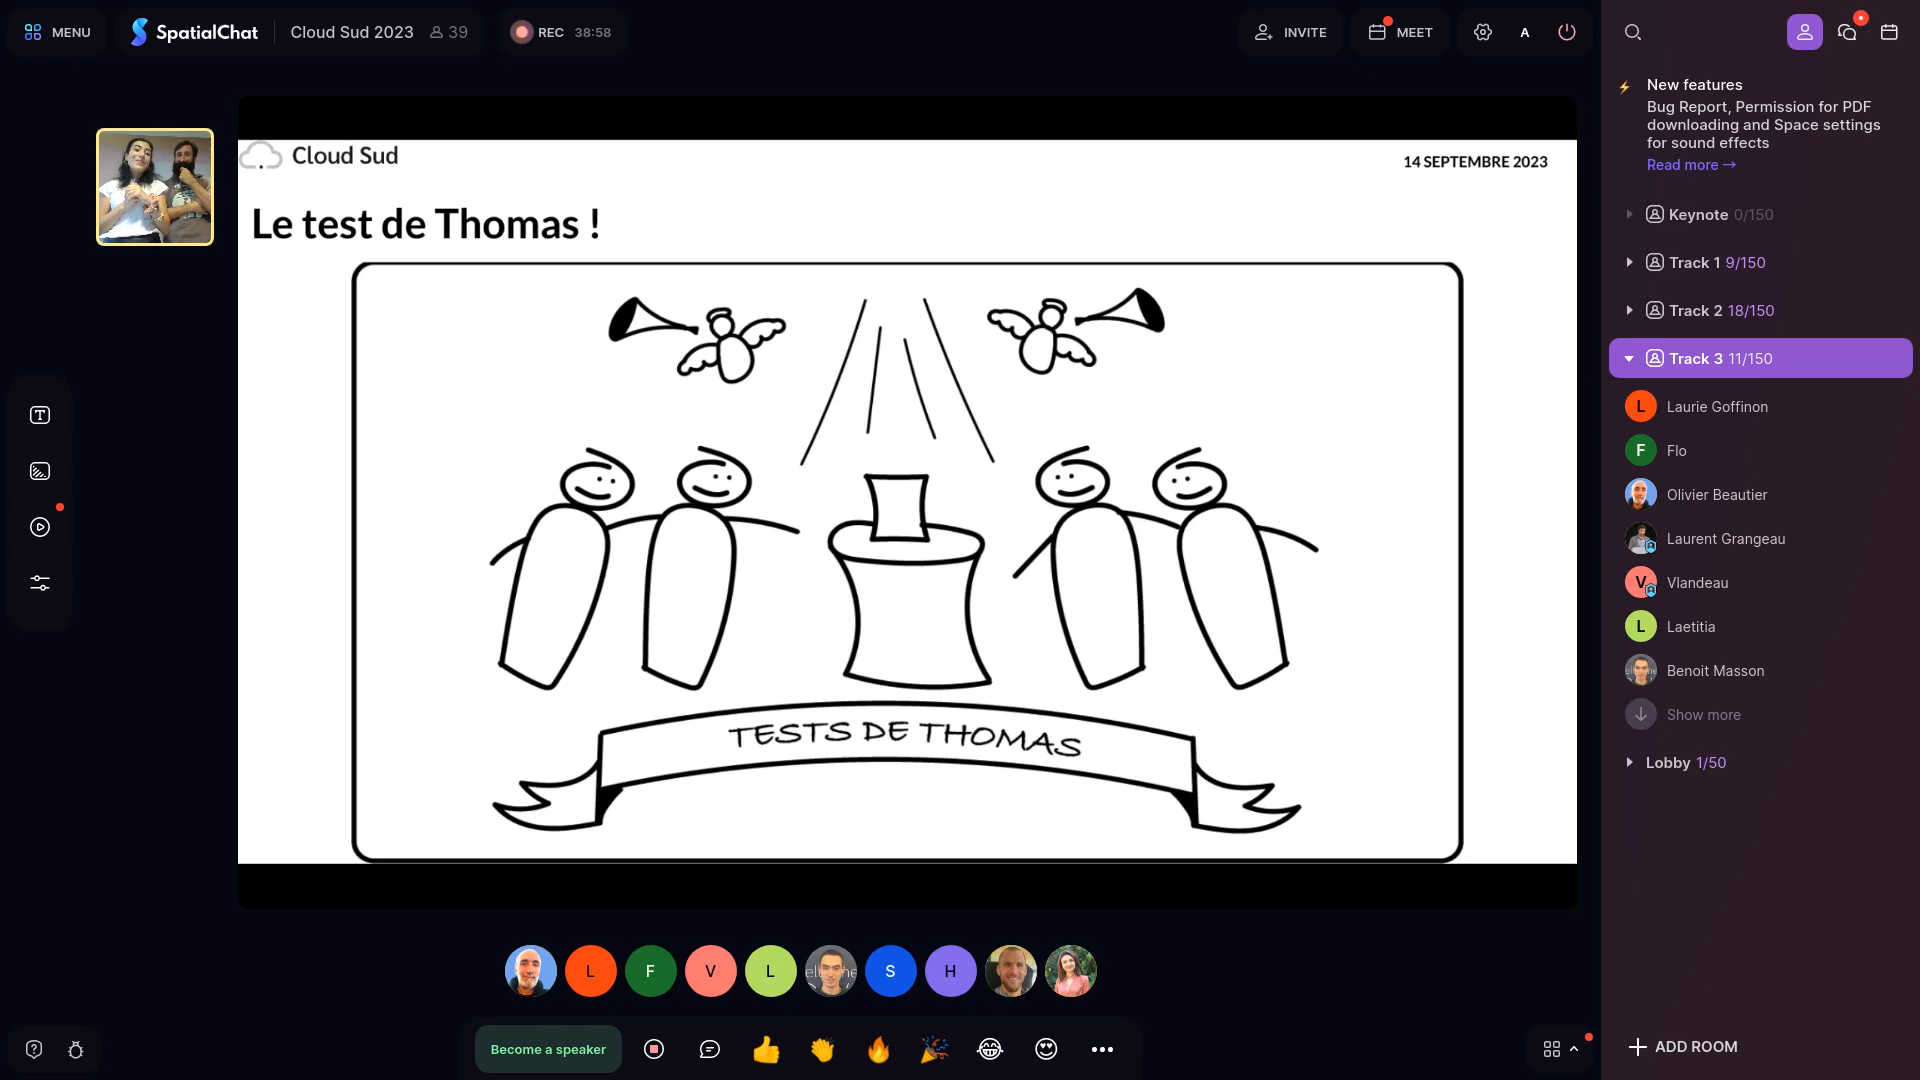 MENU
SpatialChat
Cloud Sud 2023
39
REC 38:58
INVITE
MEET
A
Cloud Sud
14 SEPTEMBRE 2023
Le test de Thomas !
TESTS DE THOMAS
L
F
V
L
S
H
Become a speaker
New features
Bug Report, Permission for PDF
downloading and Space settings
for sound effects
Read more →
Keynote 0/150
Track 1 9/150
Track 2 18/150
Track 3 11/150
L Laurie Goffinon
F Flo
Olivier Beautier
Laurent Grangeau
V Vlandeau
L Laetitia
Benoit Masson
Show more
Lobby 1/50
ADD ROOM